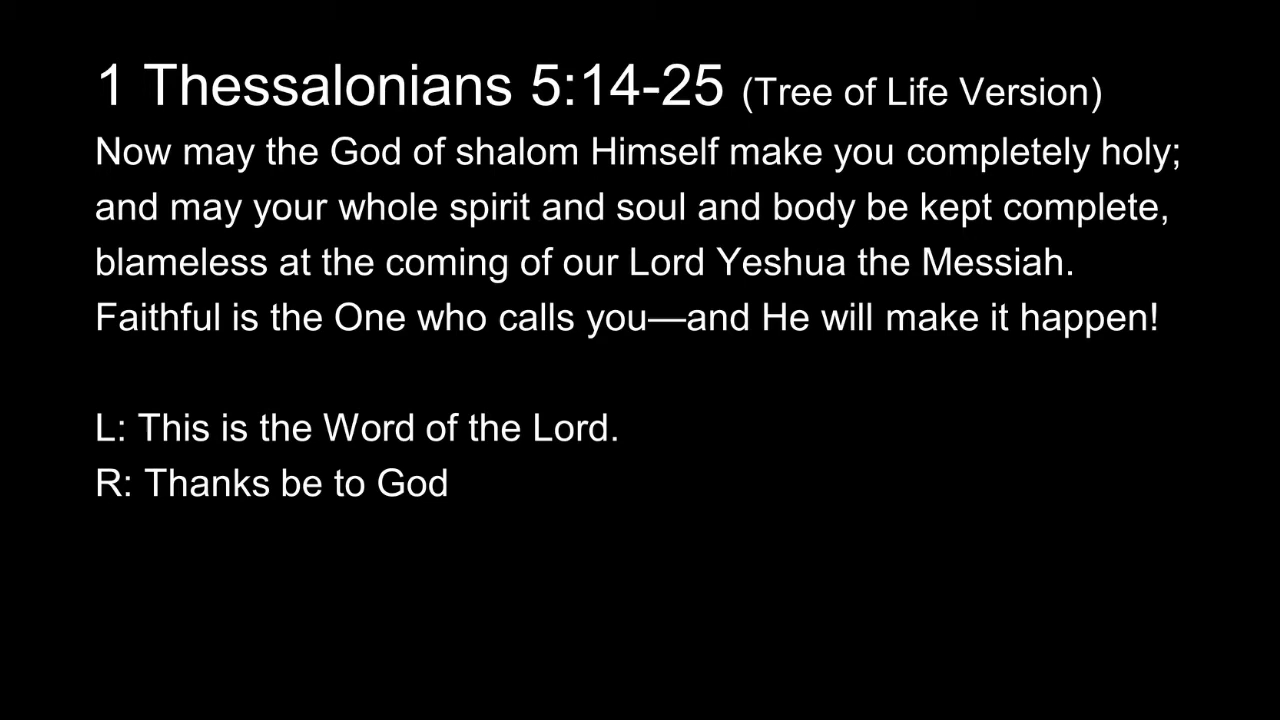 1 Thessalonians 5:14-25 (Tree of Life Version)
Now may the God of shalom Himself make you completely holy;
and may your whole spirit and soul and body be kept complete,
blameless at the coming of our Lord Yeshua the Messiah.
Faithful is the One who calls you—and He will make it happen!
L: This is the Word of the Lord.
R: Thanks be to God